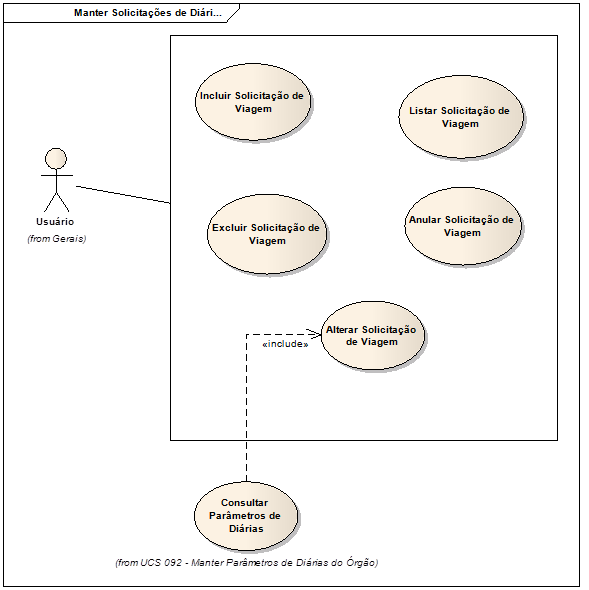 Manter Solicitações de Diári...
Incluir Solicitação de
Viagem
Listar Solicitação de
Viagem
Usuário
(from Gerais)
Excluir Solicitação de
Viagem
Anular Solicitação de
Viagem
Alterar Solicitação
de Viagem
«include»
Consultar
Parâmetros de
Diárias
(from UCS 092 - Manter Parâmetros de Diárias do Órgão)